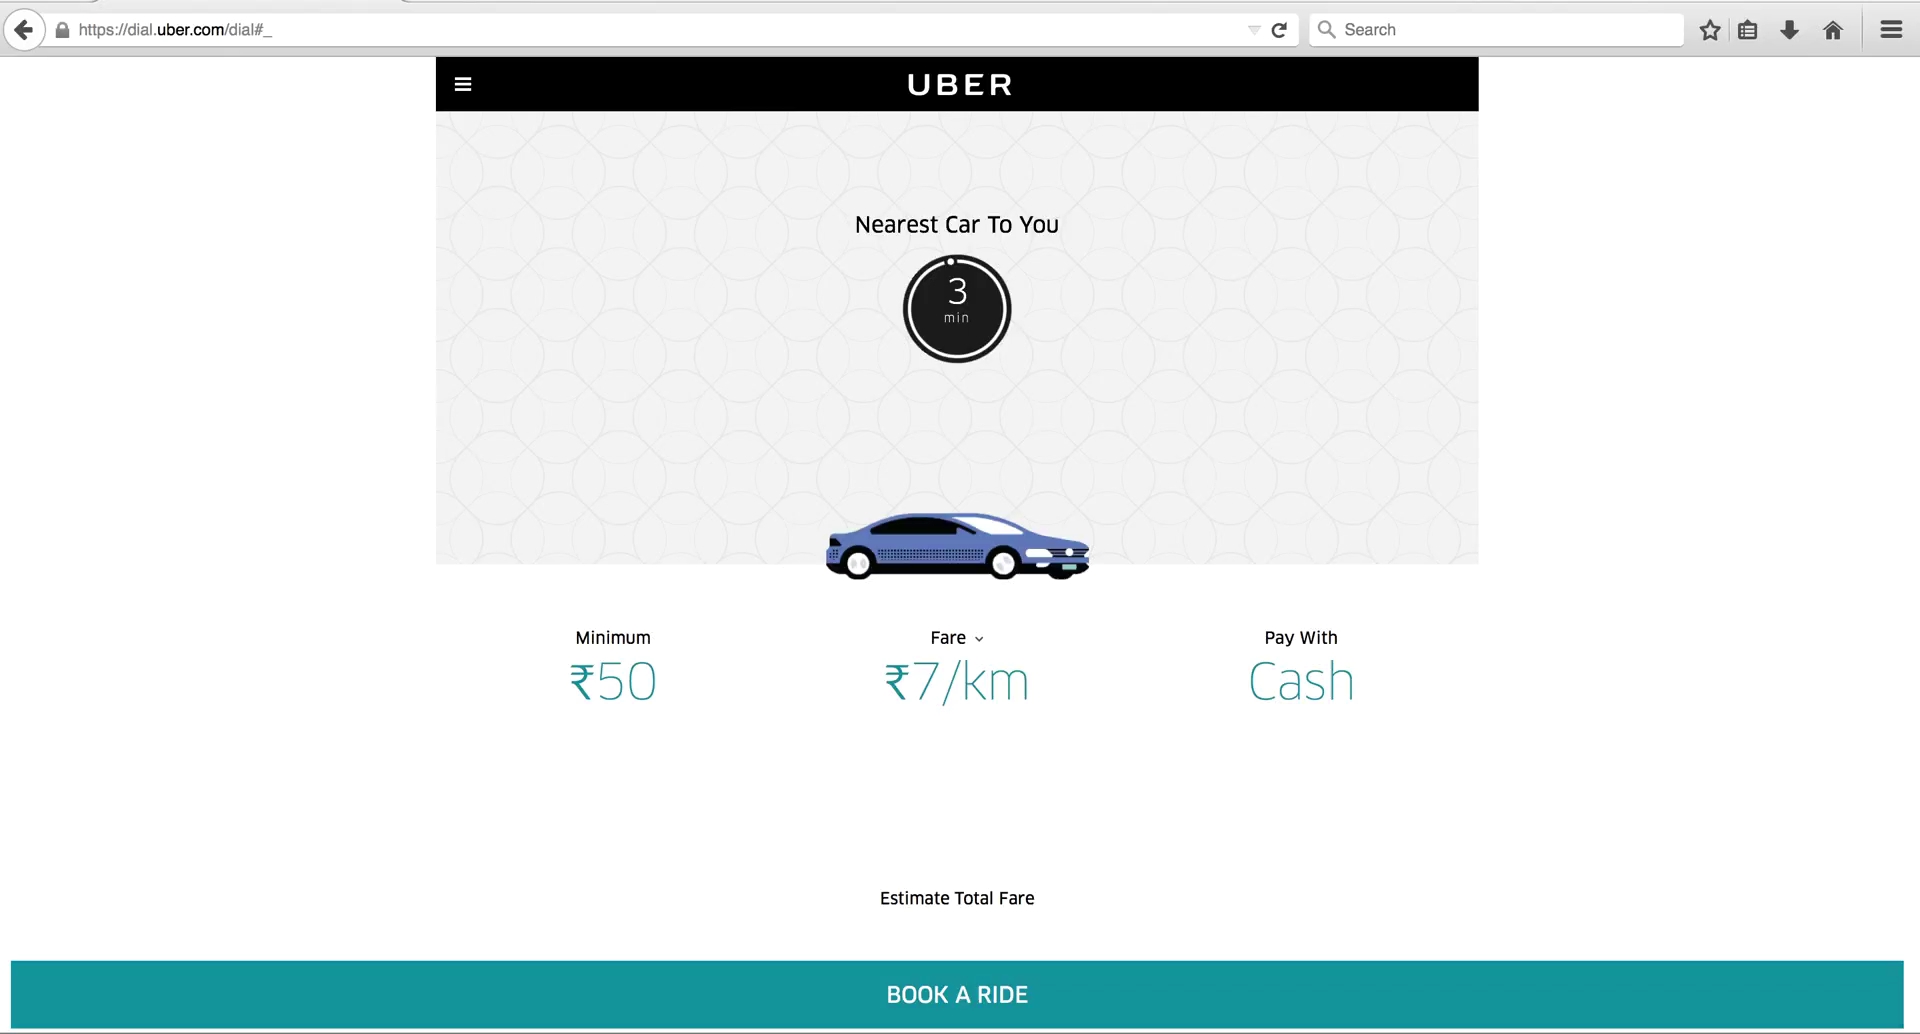 https://dial.uber.com/dial#_
Search
UBER
Nearest Car To You
3
min
Minimum
Fare
Pay With
₹50
₹7/km
Cash
Estimate Total Fare
BOOK A RIDE